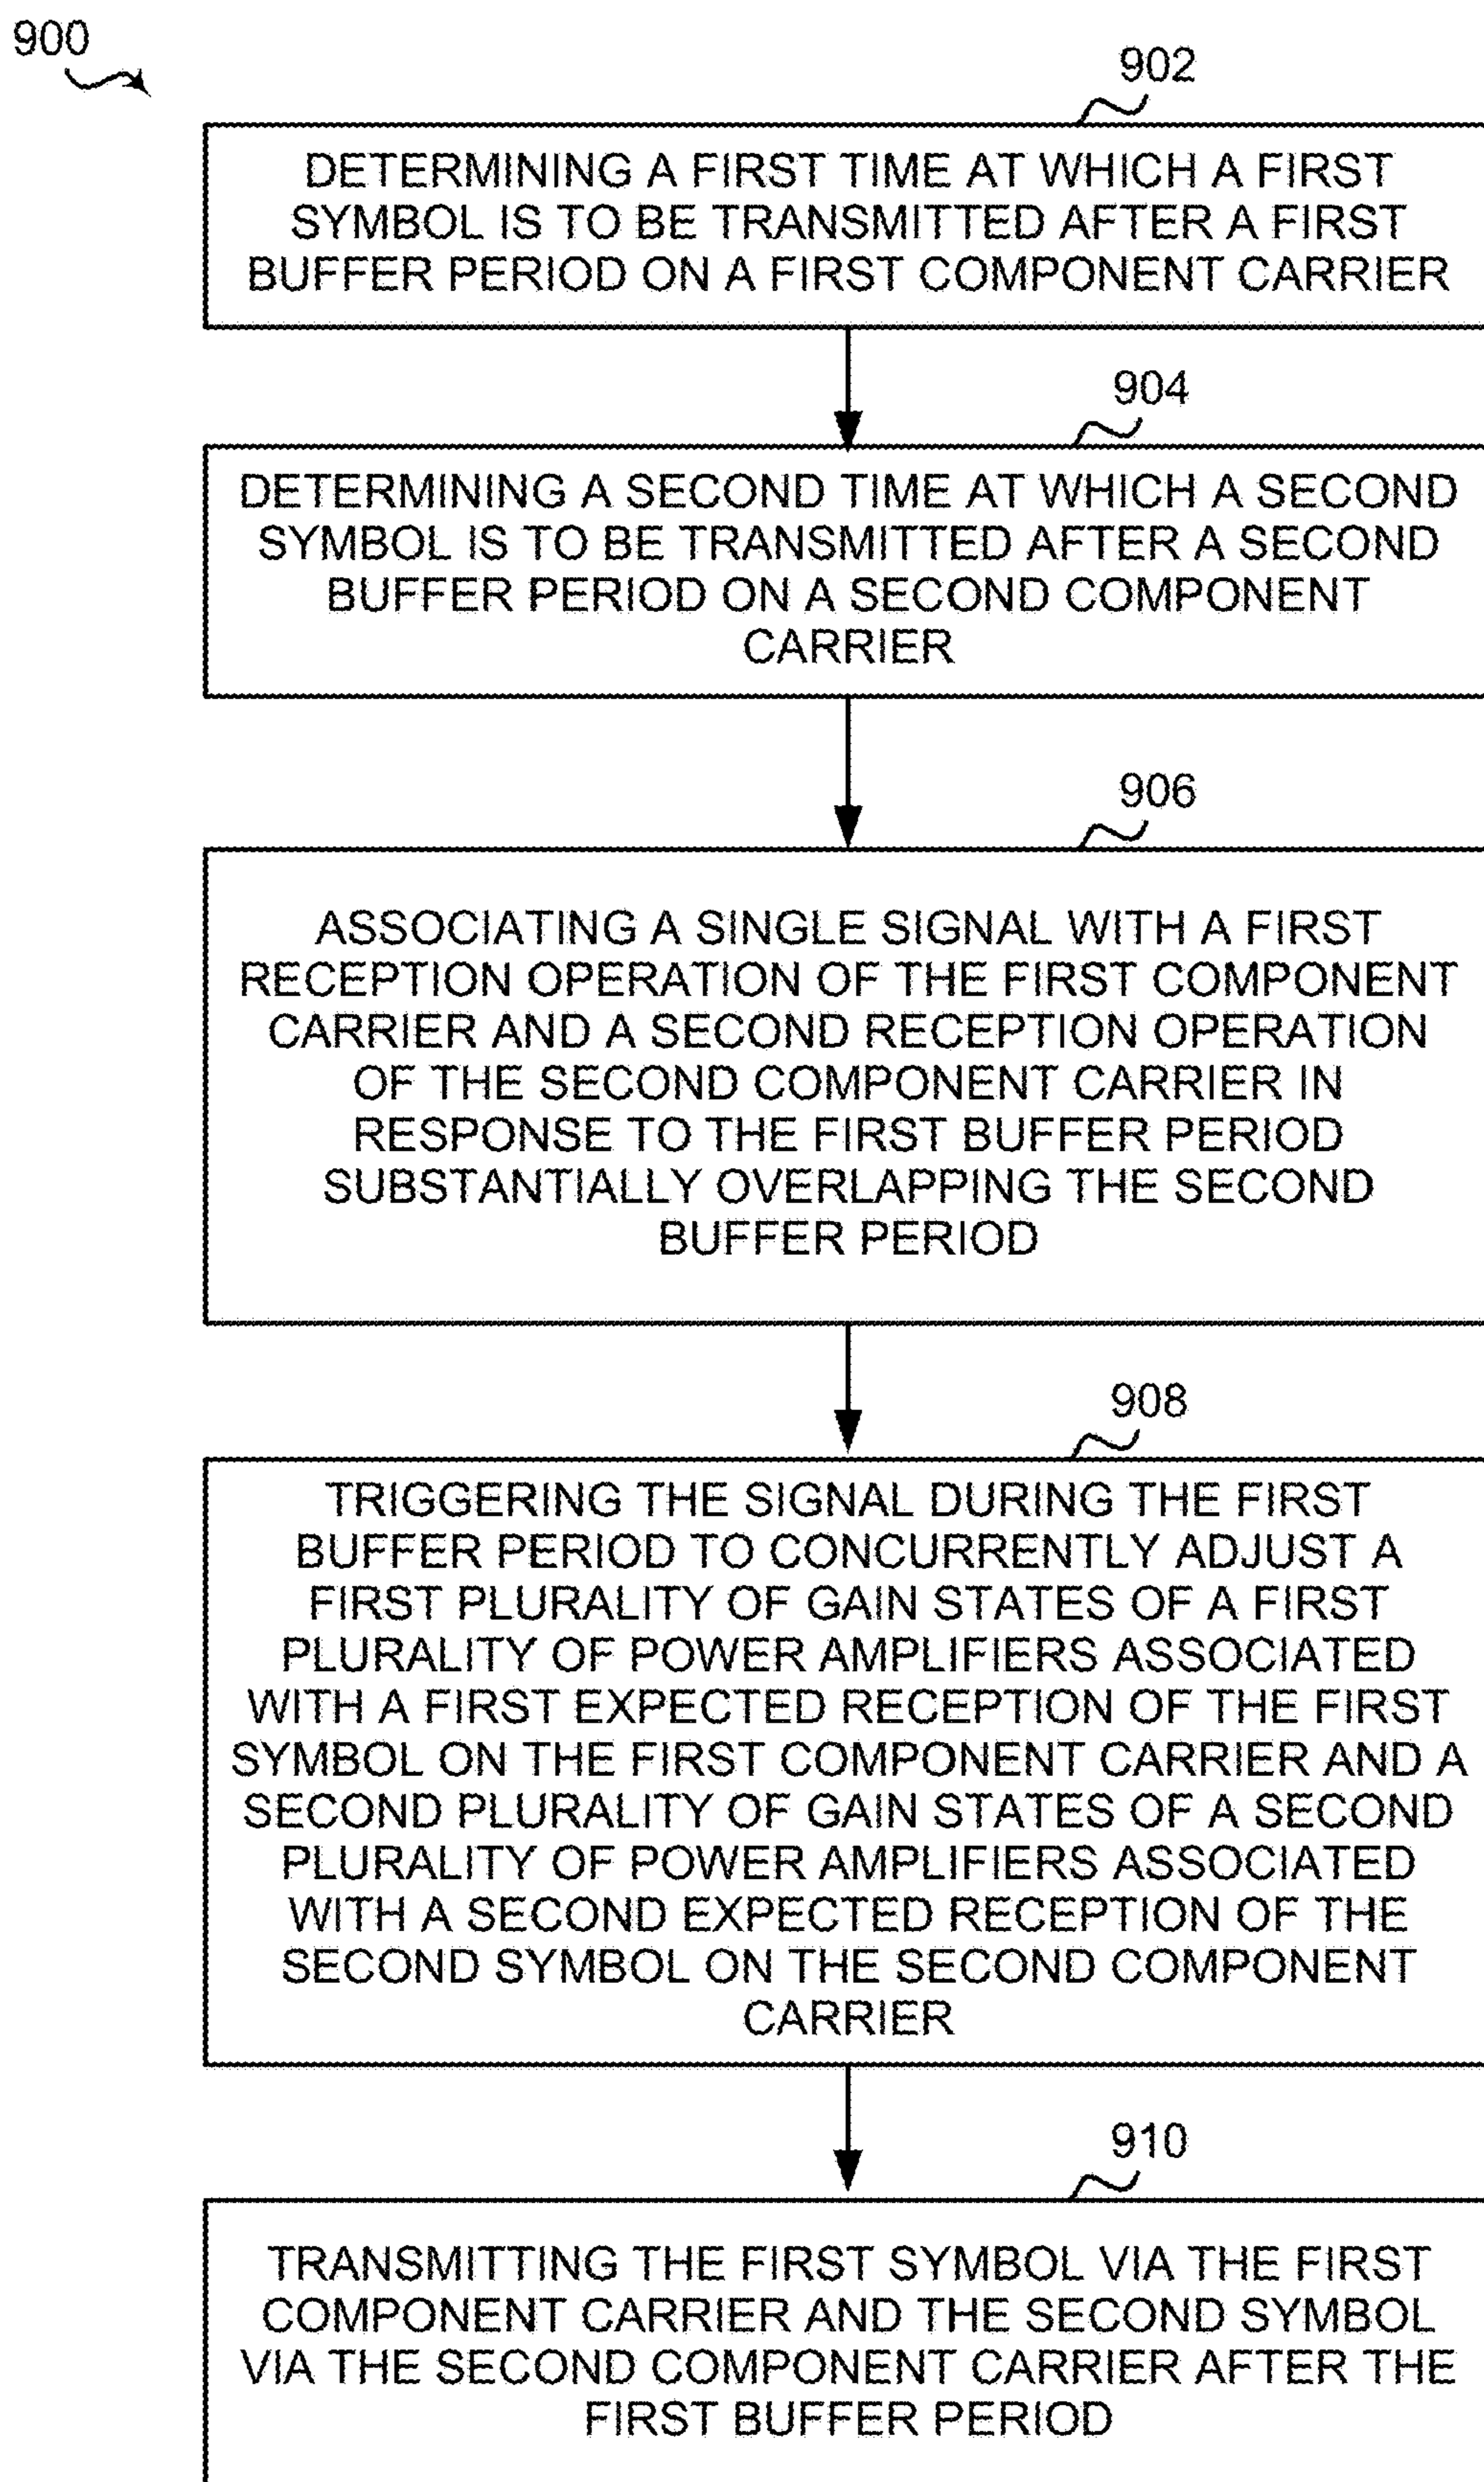 900
902
DETERMINING A FIRST TIME AT WHICH A FIRST
SYMBOL IS TO BE TRANSMITTED AFTER A FIRST
BUFFER PERIOD ON A FIRST COMPONENT CARRIER
904
DETERMINING A SECOND TIME AT WHICH A SECOND
SYMBOL IS TO BE TRANSMITTED AFTER A SECOND
BUFFER PERIOD ON A SECOND COMPONENT
CARRIER
906
ASSOCIATING A SINGLE SIGNAL WITH A FIRST
RECEPTION OPERATION OF THE FIRST COMPONENT
CARRIER AND A SECOND RECEPTION OPERATION
OF THE SECOND COMPONENT CARRIER IN
RESPONSE TO THE FIRST BUFFER PERIOD
SUBSTANTIALLY OVERLAPPING THE SECOND
BUFFER PERIOD
908
TRIGGERING THE SIGNAL DURING THE FIRST
BUFFER PERIOD TO CONCURRENTLY ADJUST A
FIRST PLURALITY OF GAIN STATES OF A FIRST
PLURALITY OF POWER AMPLIFIERS ASSOCIATED
WITH A FIRST EXPECTED RECEPTION OF THE FIRST
SYMBOL ON THE FIRST COMPONENT CARRIER AND A
SECOND PLURALITY OF GAIN STATES OF A SECOND
PLURALITY OF POWER AMPLIFIERS ASSOCIATED
WITH A SECOND EXPECTED RECEPTION OF THE
SECOND SYMBOL ON THE SECOND COMPONENT
CARRIER
910
TRANSMITTING THE FIRST SYMBOL VIA THE FIRST
COMPONENT CARRIER AND THE SECOND SYMBOL
VIA THE SECOND COMPONENT CARRIER AFTER THE
FIRST BUFFER PERIOD